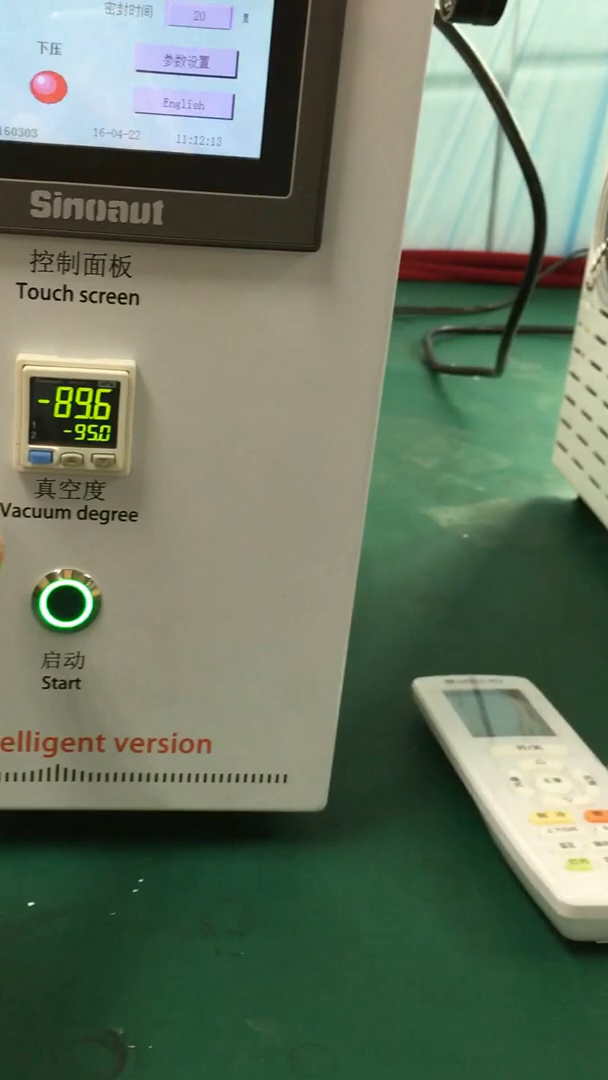 密封时间
20
下压
参数设置
English
160303
16-04-22
11:12:13
Sinoaut
控制面板
Touch screen
-89.6
1
2
-95.0
真空度
Vacuum degree
启动
Start
elligent version